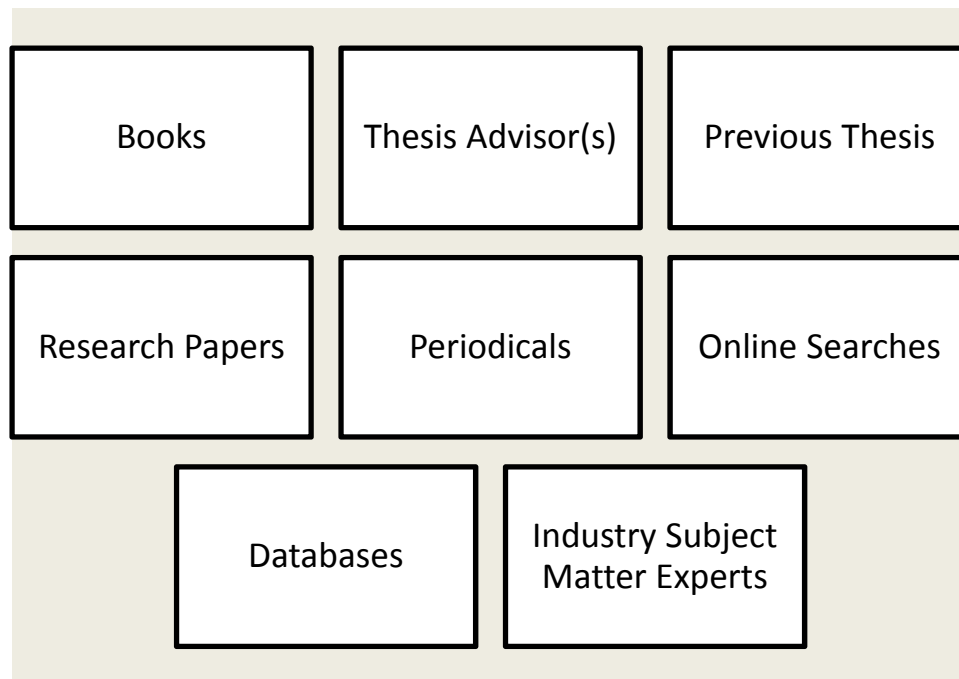 Books
Thesis Advisor(s)
Previous Thesis
Research Papers
Periodicals
Online Searches
Databases
Industry Subject
Matter Experts